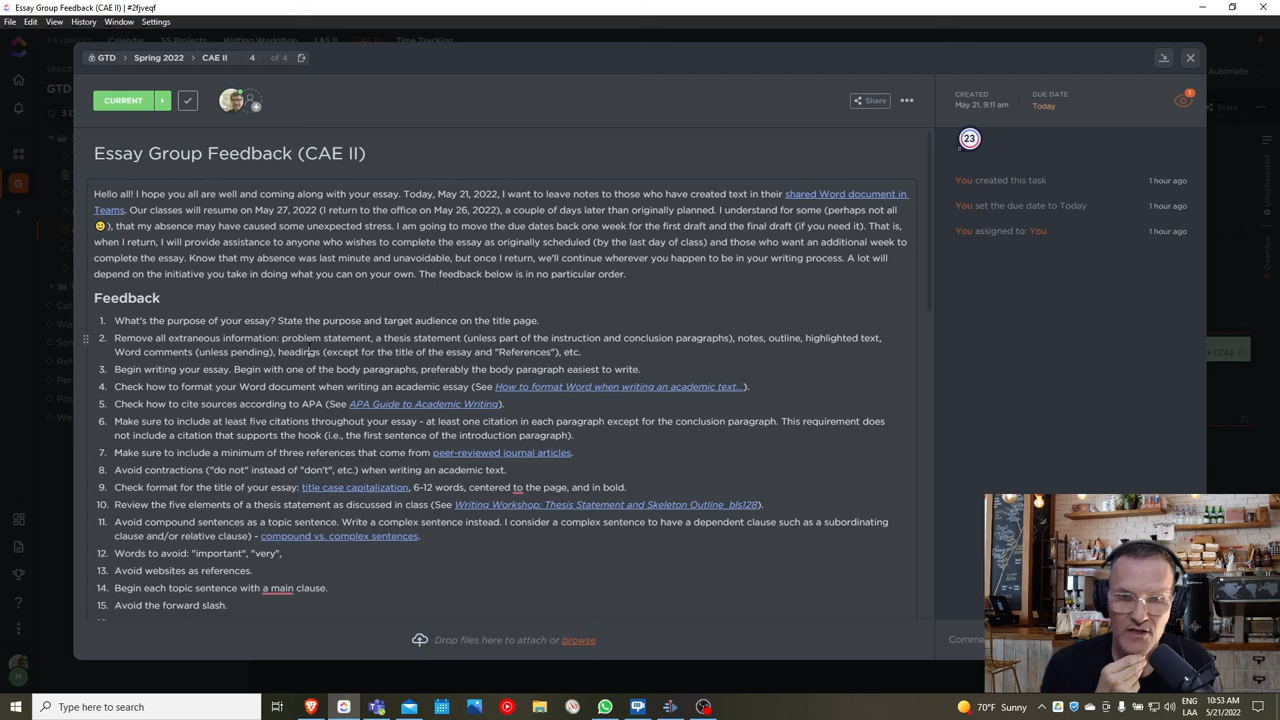 Essay Group Feedback (CAE II) | #2fjveqf
File Edit View History Window Settings
Calendar SS Projects Writing Workshop L&S II CAE II Time Tracking
GTD > Spring 2022 > CAE II 4 of 4
Automate
CURRENT
Share
CREATED
May 21, 9:11 am
DUE DATE
Today
1
Share
23
Essay Group Feedback (CAE II)
Hello all! I hope you all are well and coming along with your essay. Today, May 21, 2022, I want to leave notes to those who have created text in their shared Word document in
Teams. Our classes will resume on May 27, 2022 (I return to the office on May 26, 2022), a couple of days later than originally planned. I understand for some (perhaps not all
😀), that my absence may have caused some unexpected stress. I am going to move the due dates back one week for the first draft and the final draft (if you need it). That is,
when I return, I will provide assistance to anyone who wishes to complete the essay as originally scheduled (by the last day of class) and those who want an additional week to
complete the essay. Know that my absence was last minute and unavoidable, but once I return, we'll continue wherever you happen to be in your writing process. A lot will
depend on the initiative you take in doing what you can on your own. The feedback below is in no particular order.
Feedback
1. What's the purpose of your essay? State the purpose and target audience on the title page.
2. Remove all extraneous information: problem statement, a thesis statement (unless part of the instruction and conclusion paragraphs), notes, outline, highlighted text,
Word comments (unless pending), headings (except for the title of the essay and "References"), etc.
3. Begin writing your essay. Begin with one of the body paragraphs, preferably the body paragraph easiest to write.
4. Check how to format your Word document when writing an academic essay (See How to format Word when writing an academic text...).
5. Check how to cite sources according to APA (See APA Guide to Academic Writing).
6. Make sure to include at least five citations throughout your essay - at least one citation in each paragraph except for the conclusion paragraph. This requirement does
not include a citation that supports the hook (i.e., the first sentence of the introduction paragraph).
7. Make sure to include a minimum of three references that come from peer-reviewed journal articles.
8. Avoid contractions ("do not" instead of "don't", etc.) when writing an academic text.
9. Check format for the title of your essay: title case capitalization, 6-12 words, centered to the page, and in bold.
10. Review the five elements of a thesis statement as discussed in class (See Writing Workshop: Thesis Statement and Skeleton Outline_bls128).
11. Avoid compound sentences as a topic sentence. Write a complex sentence instead. I consider a complex sentence to have a dependent clause such as a subordinating
clause and/or relative clause) - compound vs. complex sentences.
12. Words to avoid: "important", "very",
13. Avoid websites as references.
14. Begin each topic sentence with a main clause.
15. Avoid the forward slash.
You created this task 1 hour ago
You set the due date to Today 1 hour ago
You assigned to: You 1 hour ago
Drop files here to attach or browse
Comme
Type here to search
70°F Sunny
ENG
LAA
10:53 AM
5/21/2022